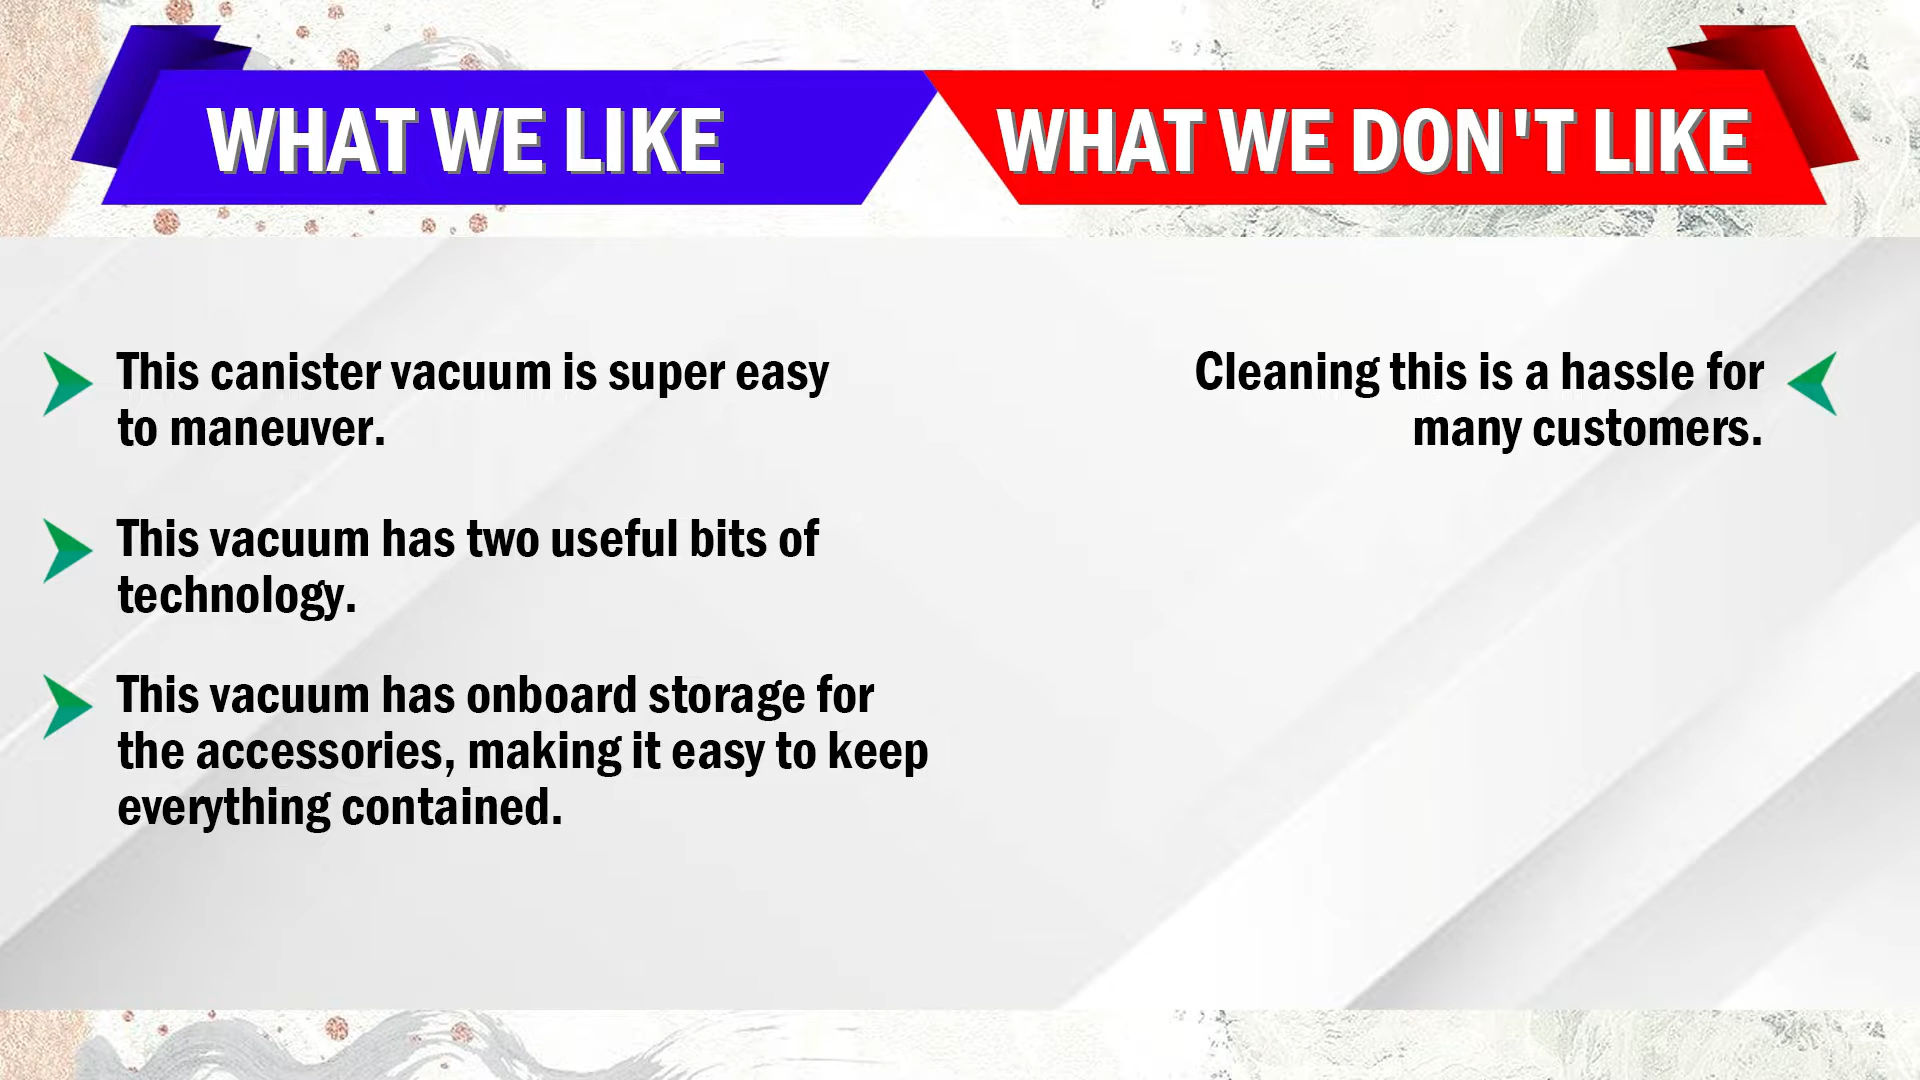 WHAT WE LIKE
WHAT WE DON'T LIKE
This canister vacuum is super easy
to maneuver.
This vacuum has two useful bits of
technology.
This vacuum has onboard storage for
the accessories, making it easy to keep
everything contained.
Cleaning this is a hassle for
many customers.